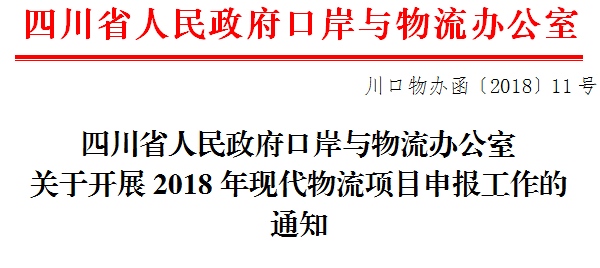 四川省人民政府口岸与物流办公室
川口物办函〔2018〕11号
四川省人民政府口岸与物流办公室
关于开展2018年现代物流项目申报工作的
通知